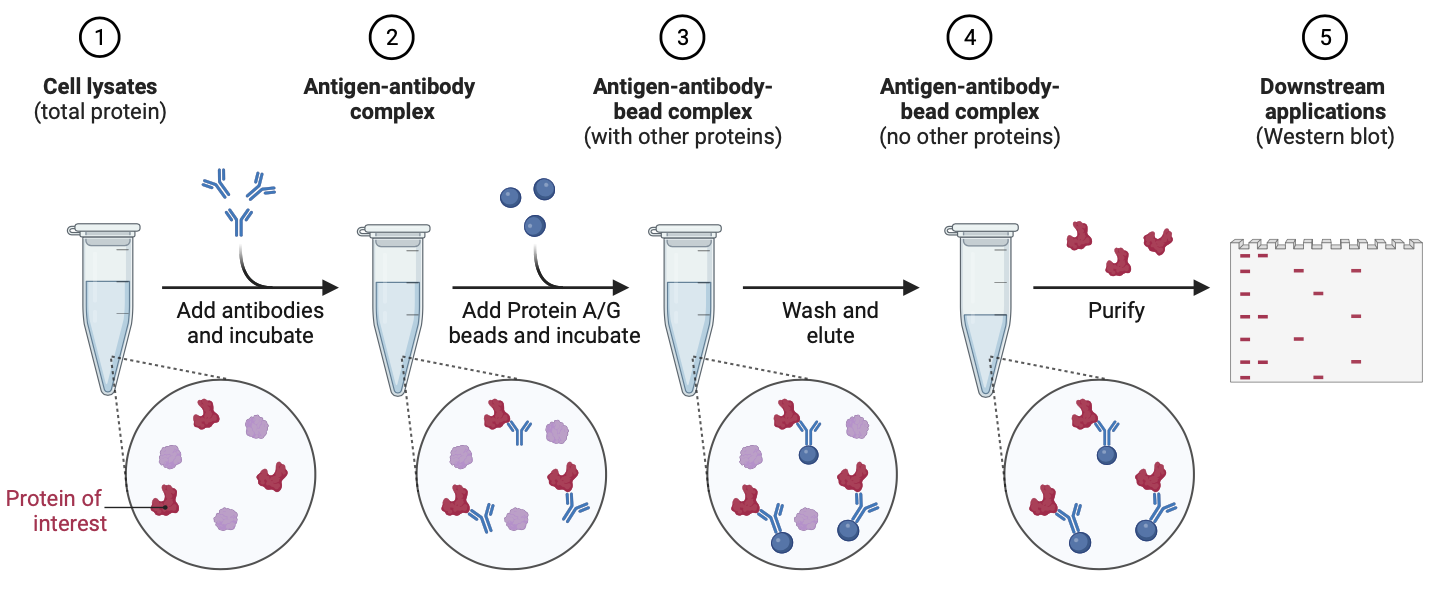 1
Cell lysates
(total protein)
2
Antigen-antibody
complex
3
Antigen-antibody-
bead complex
(with other proteins)
4
Antigen-antibody-
bead complex
(no other proteins)
5
Downstream
applications
(Western blot)
Add antibodies
and incubate
Add Protein A/G
beads and incubate
Wash and
elute
Purify
Protein of
interest